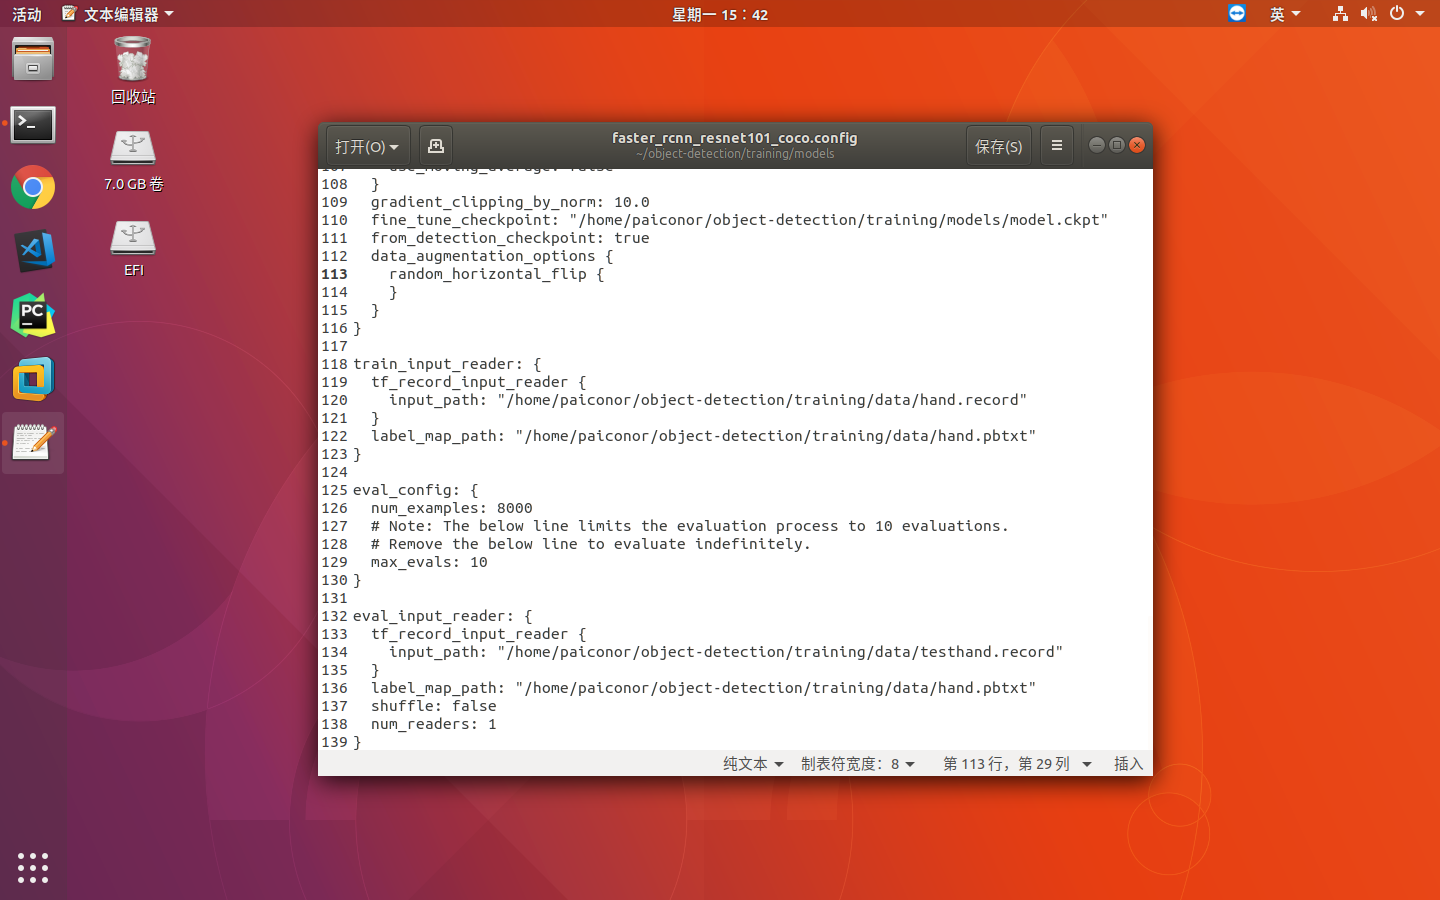 活动
文本编辑器
星期一 15：42
英
回收站
7.0 GB 卷
EFI
打开(O)
faster_rcnn_resnet101_coco.config
~/object-detection/training/models
保存(S)
108   }
109   gradient_clipping_by_norm: 10.0
110   fine_tune_checkpoint: "/home/paiconor/object-detection/training/models/model.ckpt"
111   from_detection_checkpoint: true
112   data_augmentation_options {
113     random_horizontal_flip {
114     }
115   }
116 }
117
118 train_input_reader: {
119   tf_record_input_reader {
120     input_path: "/home/paiconor/object-detection/training/data/hand.record"
121   }
122   label_map_path: "/home/paiconor/object-detection/training/data/hand.pbtxt"
123 }
124
125 eval_config: {
126   num_examples: 8000
127   # Note: The below line limits the evaluation process to 10 evaluations.
128   # Remove the below line to evaluate indefinitely.
129   max_evals: 10
130 }
131
132 eval_input_reader: {
133   tf_record_input_reader {
134     input_path: "/home/paiconor/object-detection/training/data/testhand.record"
135   }
136   label_map_path: "/home/paiconor/object-detection/training/data/hand.pbtxt"
137   shuffle: false
138   num_readers: 1
139 }
纯文本
制表符宽度：8
第 113 行，第 29 列
插入
PC